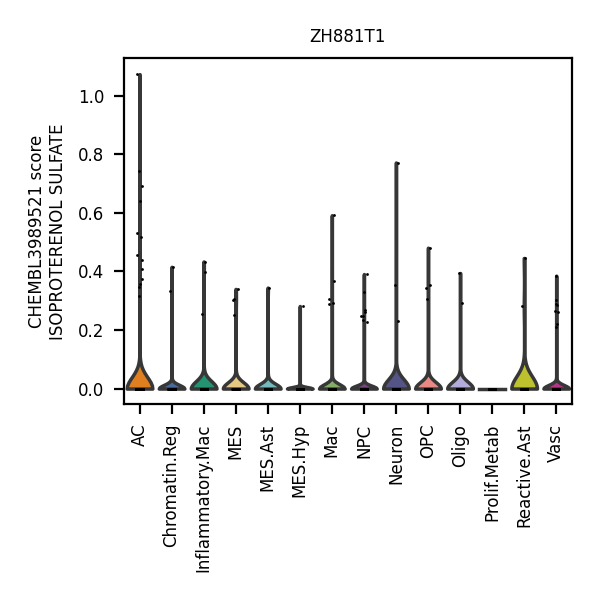 ZH881T1
CHEMBL3989521 score
ISOPROTERENOL SULFATE
1.0
0.8
0.6
0.4
0.2
0.0
AC
Chromatin.Reg
Inflammatory.Mac
MES
MES.Ast
MES.Hyp
Mac
NPC
Neuron
OPC
Oligo
Prolif.Metab
Reactive.Ast
Vasc